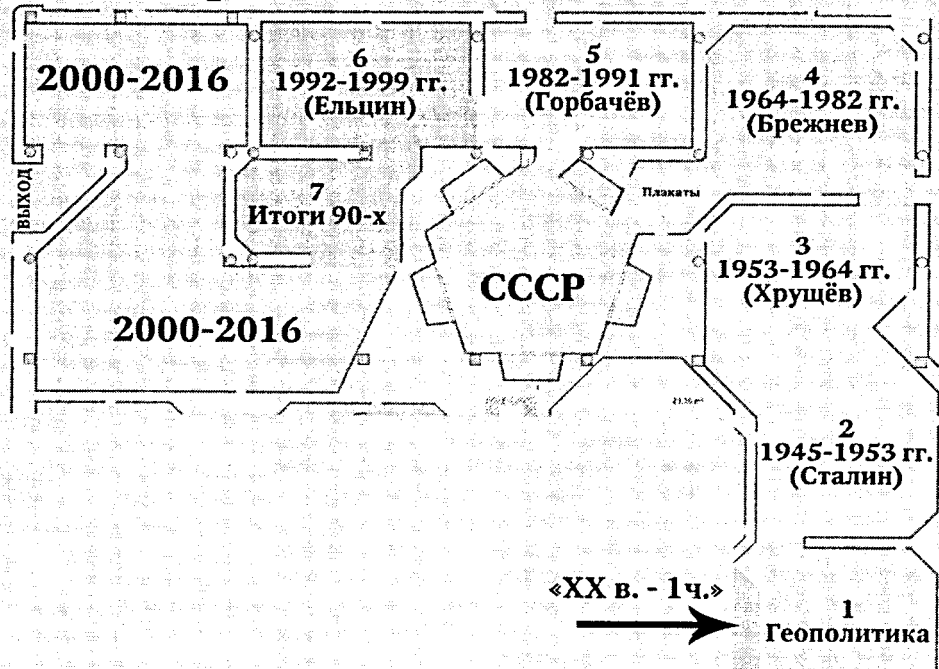 2000-2016
6
1992-1999 гг.
(Ельцин)
5
1982-1991 гг.
(Горбачёв)
4
1964-1982 гг.
(Брежнев)
ВЫХОД
7
Итоги 90-х
Плакаты
СССР
3
1953-1964 гг.
(Хрущёв)
2000-2016
2
1945-1953 гг.
(Сталин)
«XX в. - 1ч.»
1
Геополитика